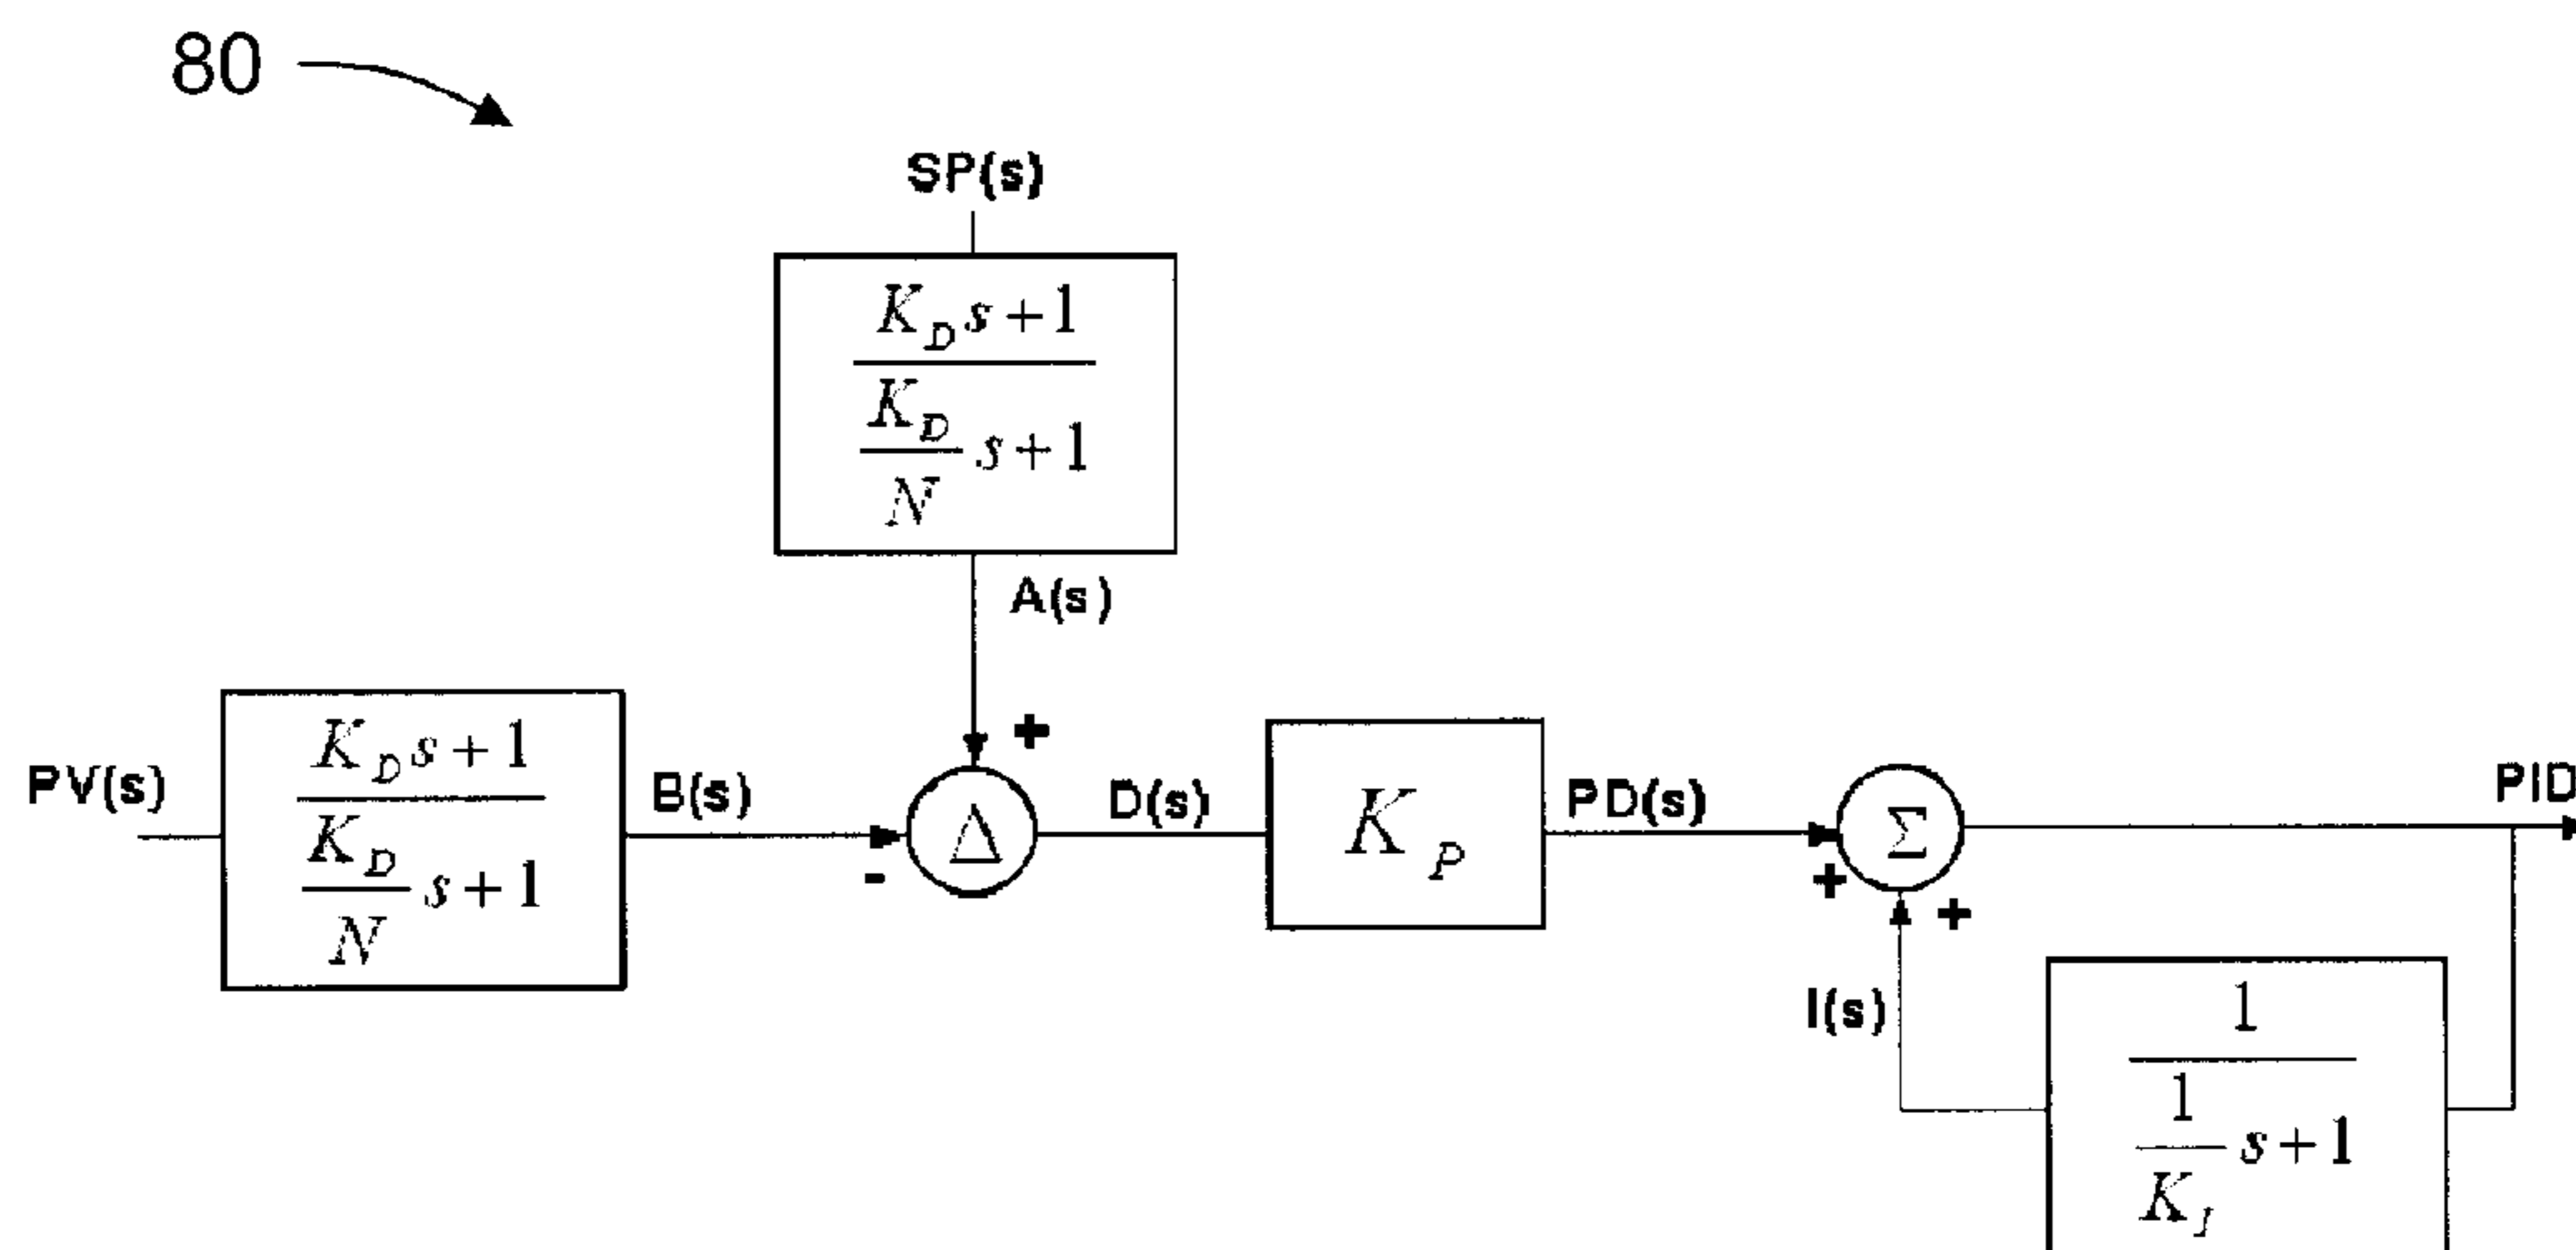 80
SP(s)
K_D s+1
K_D
N s+1
A(s)
+
PV(s)
K_D s+1
K_D
N s+1
B(s)
-
Δ
D(s)
K_P
PD(s)
+
Σ
+
PID
I(s)
1
1
K_I s+1